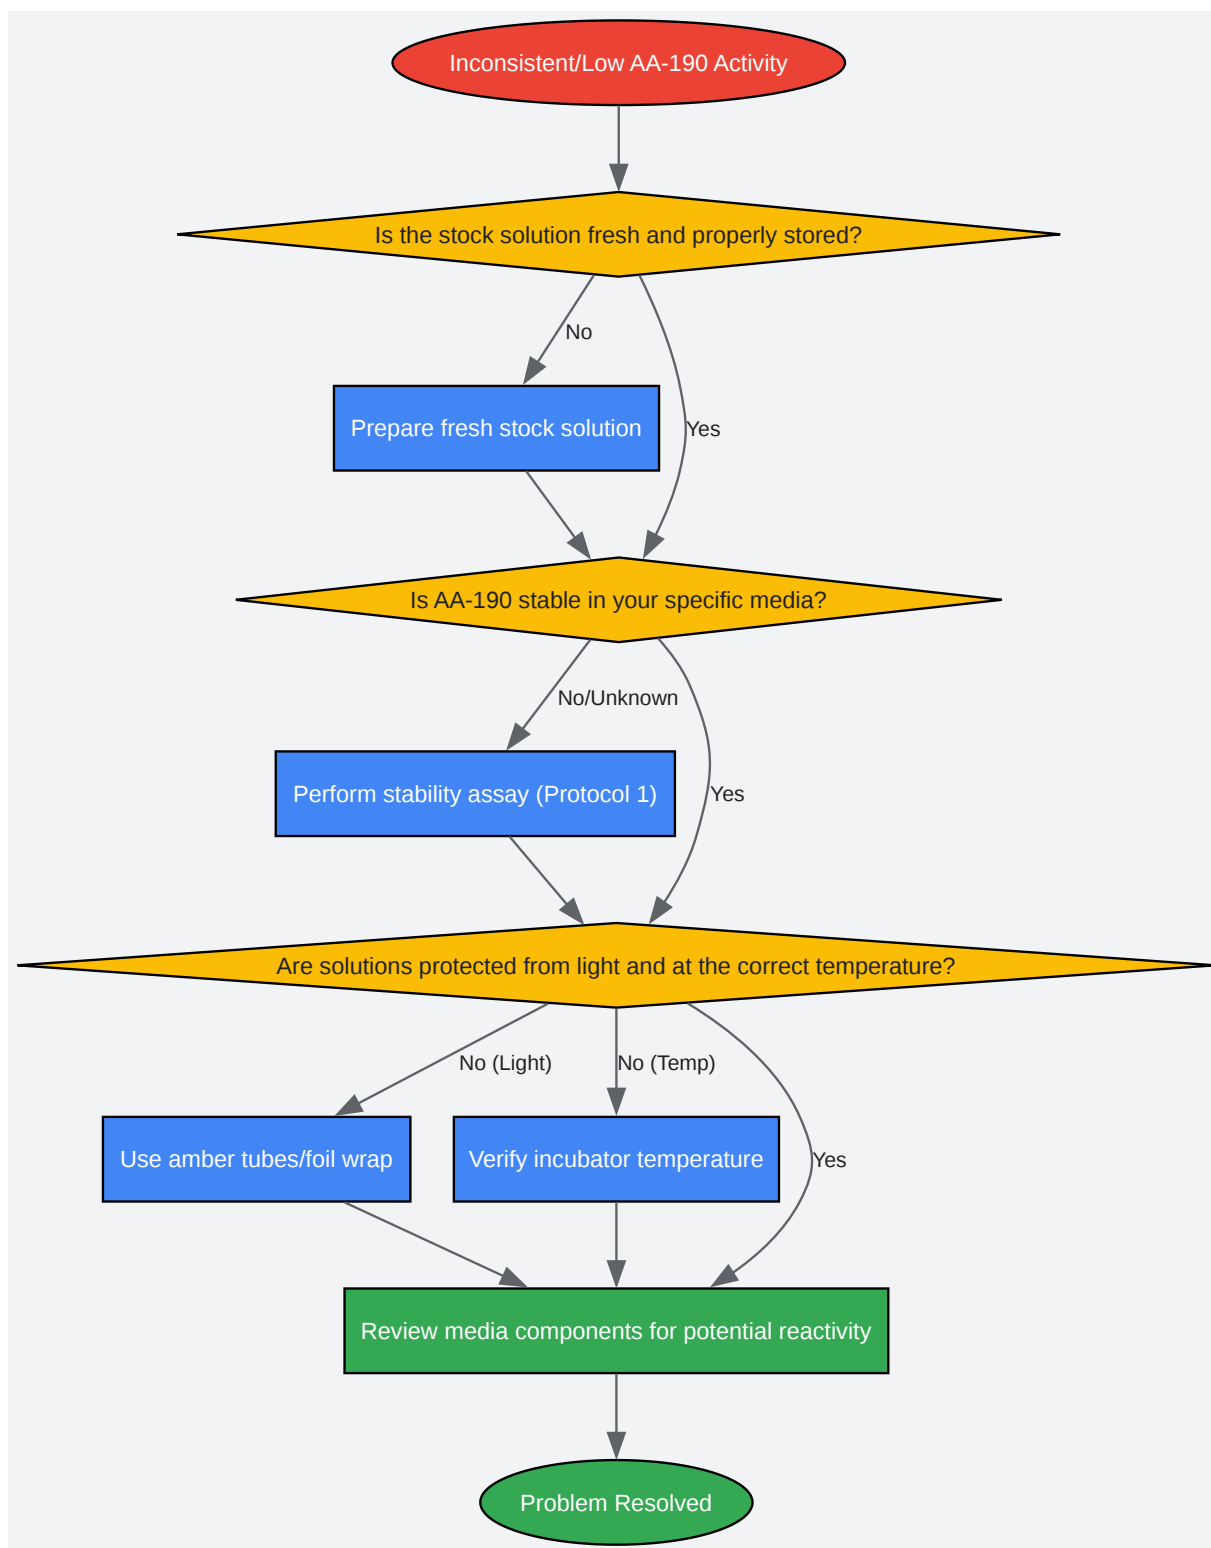 Inconsistent/Low AA-190 Activity
Is the stock solution fresh and properly stored?
No
Prepare fresh stock solution
Yes
Is AA-190 stable in your specific media?
No/Unknown
Perform stability assay (Protocol 1)
Yes
Are solutions protected from light and at the correct temperature?
No (Light)
No (Temp)
Use amber tubes/foil wrap
Verify incubator temperature
Yes
Review media components for potential reactivity
Problem Resolved